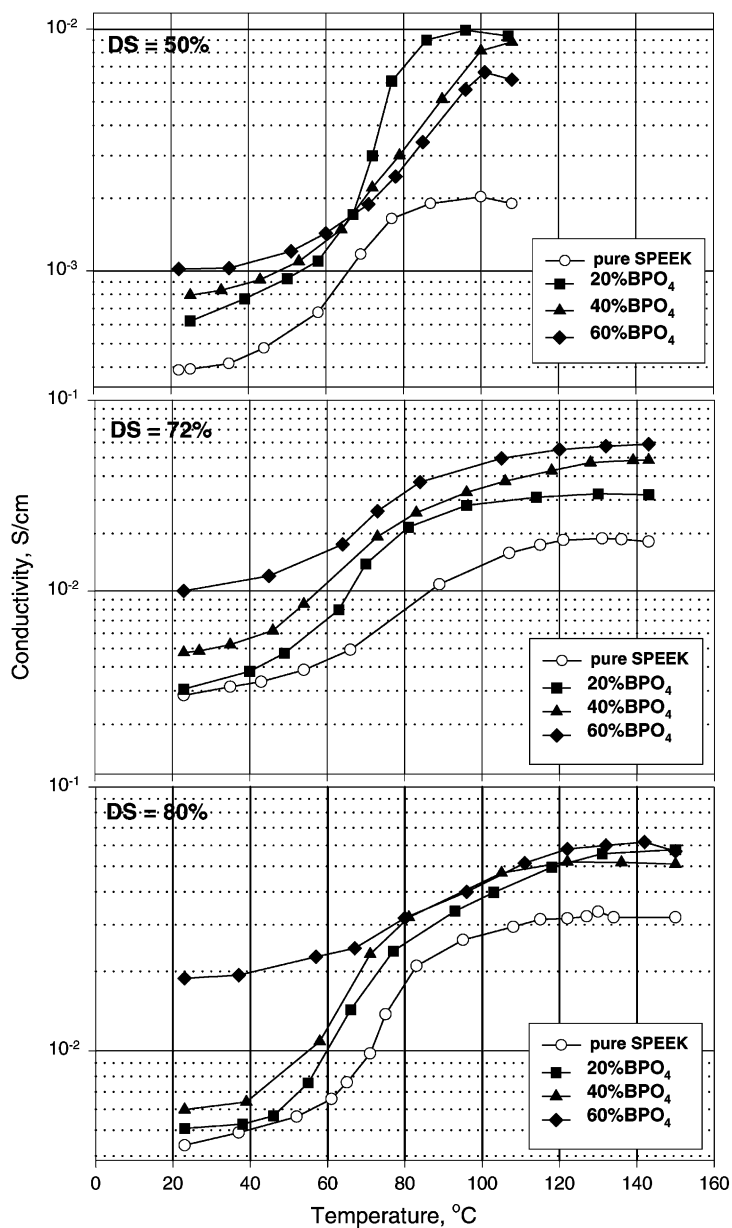 10⁻²
DS = 50%
10⁻³
pure SPEEK
20%BPO₄
40%BPO₄
60%BPO₄
10⁻¹
DS = 72%
10⁻²
Conductivity, S/cm
pure SPEEK
20%BPO₄
40%BPO₄
60%BPO₄
10⁻¹
DS = 80%
10⁻²
pure SPEEK
20%BPO₄
40%BPO₄
60%BPO₄
0 20 40 60 80 100 120 140 160
Temperature, °C